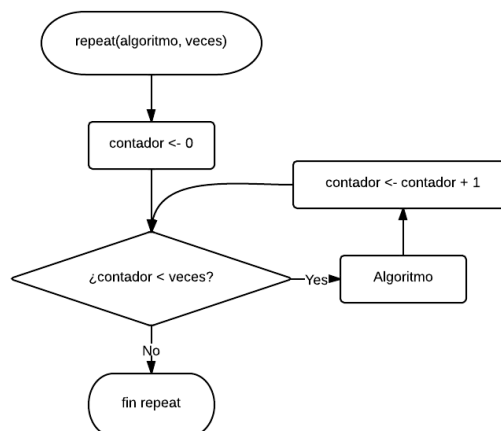 repeat(algoritmo, veces)
contador <- 0
contador <- contador + 1
¿contador < veces?
Yes
Algoritmo
No
fin repeat